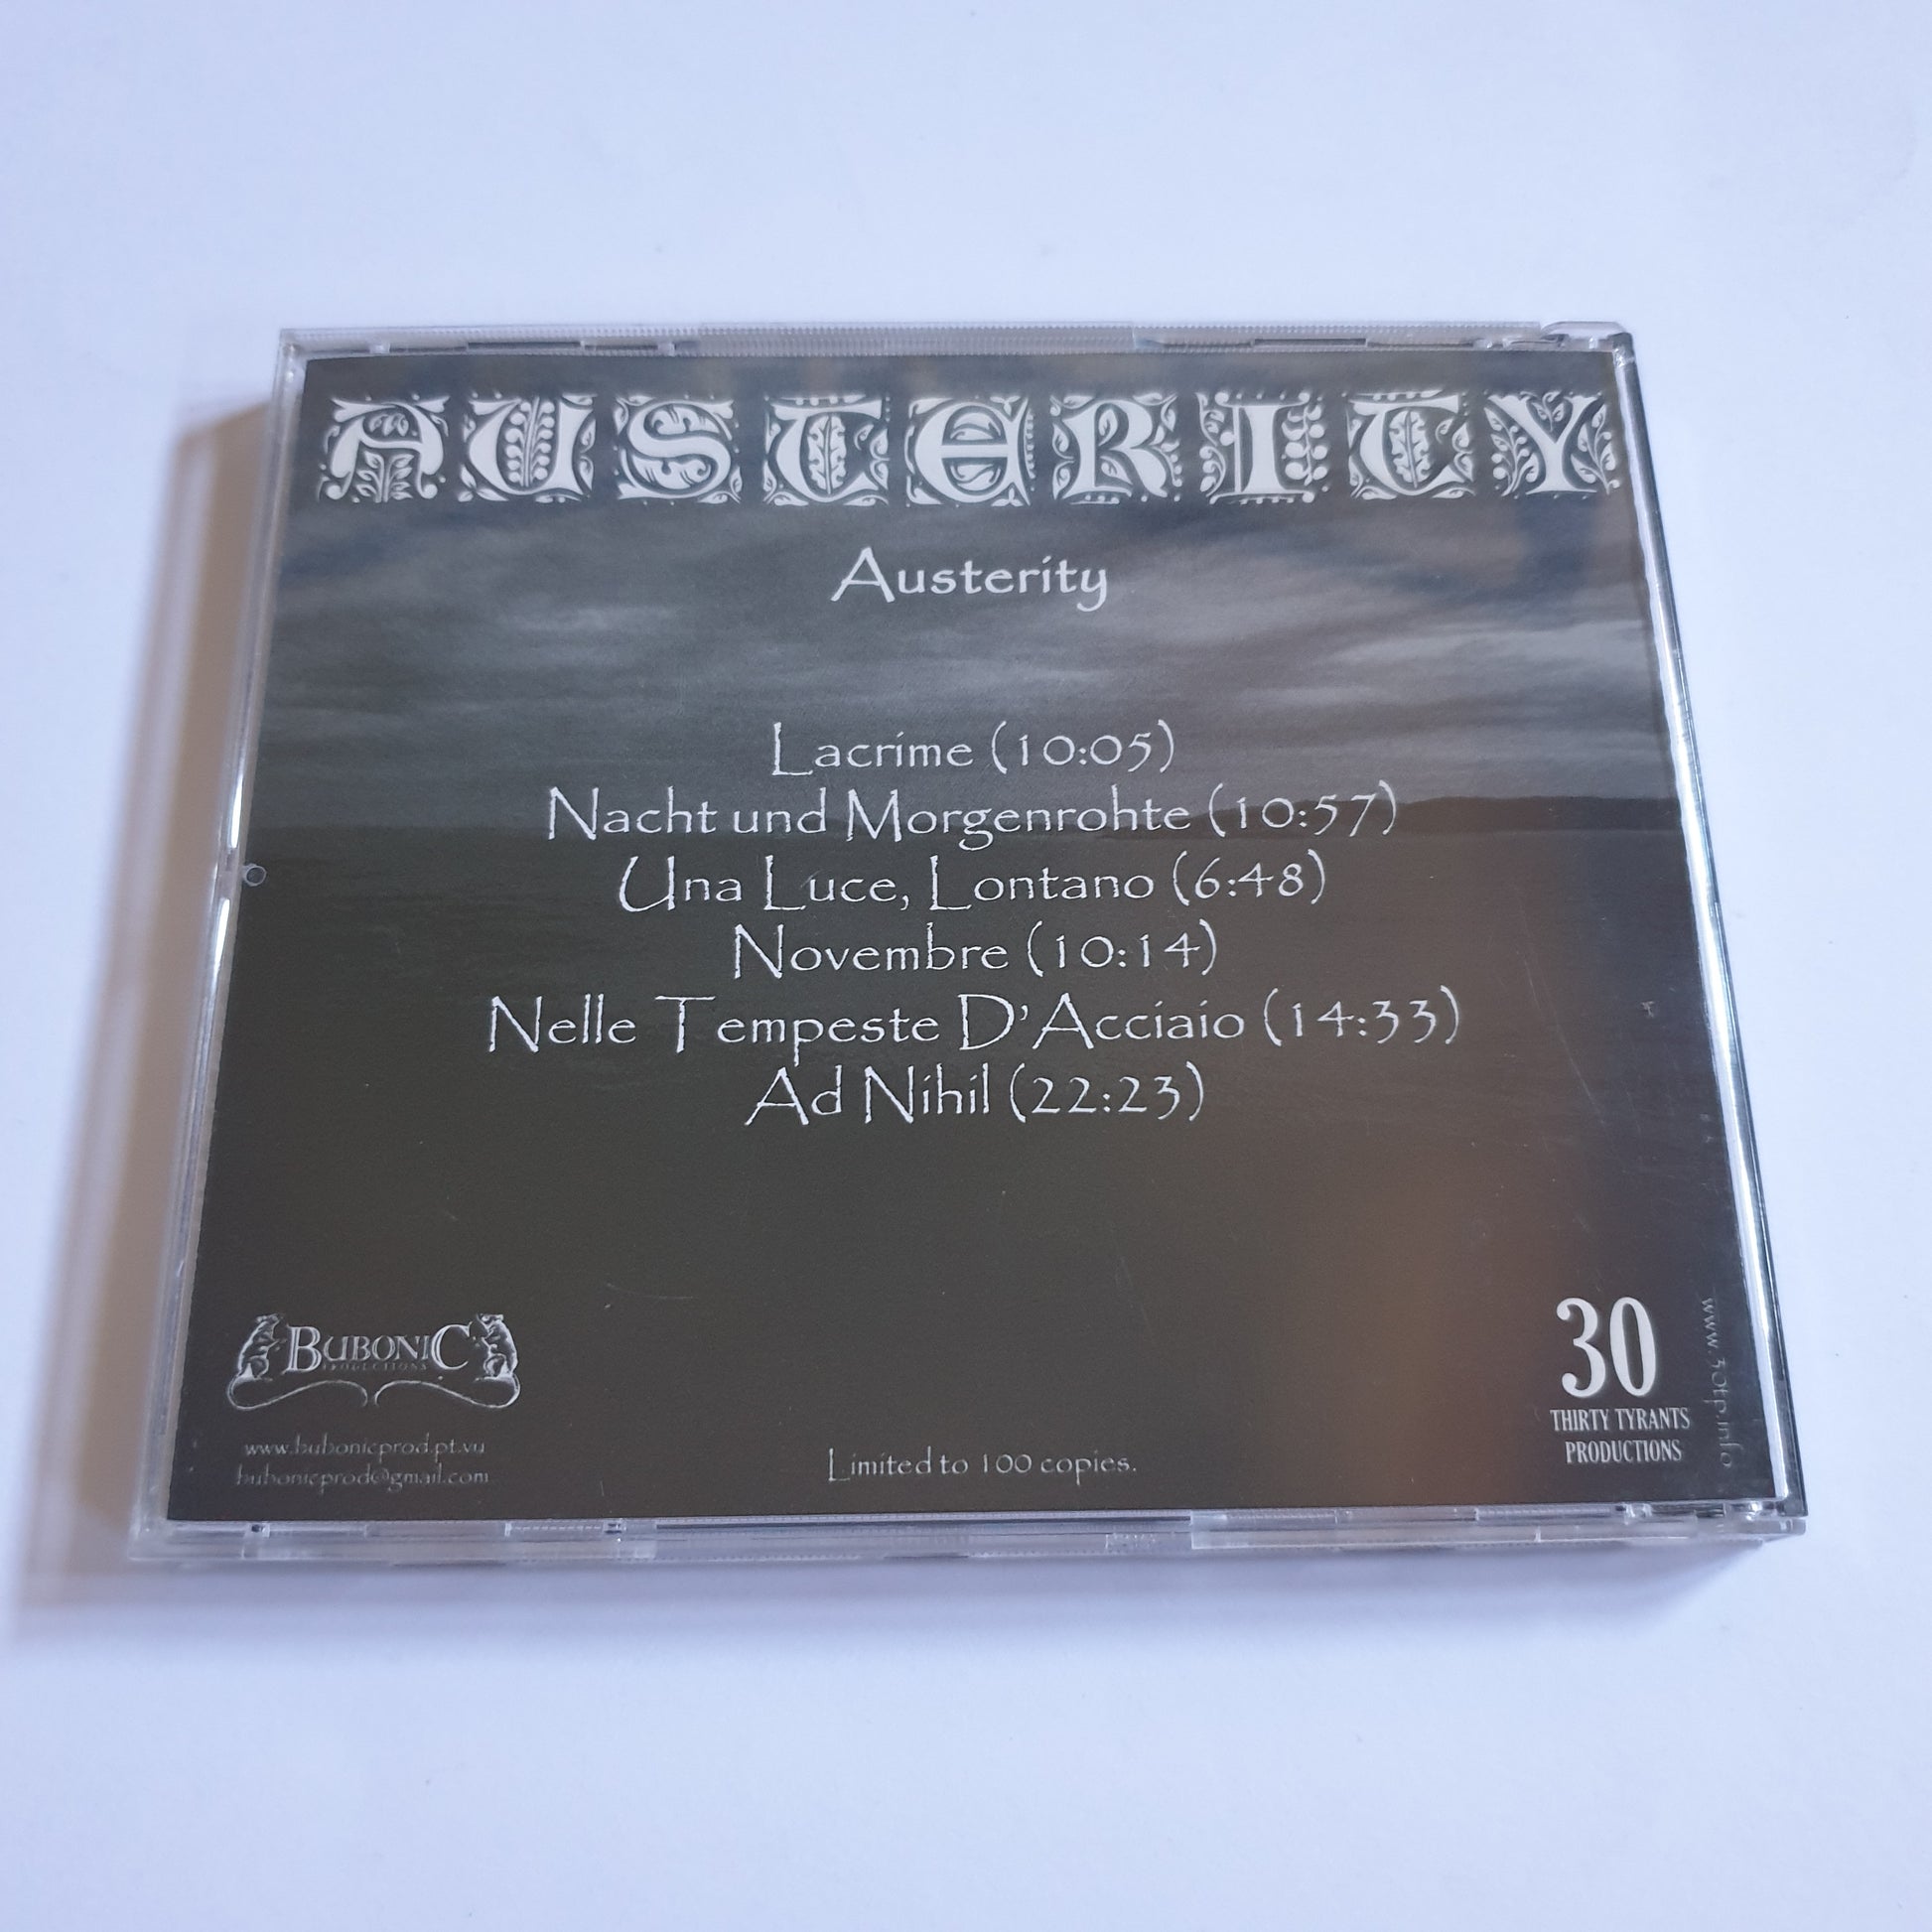 AUSTERITY
Austerity
Lacrime (10:05)
Nacht und Morgenrohte (10:57)
Una Luce, Lontano (6:48)
Novembre (10:14)
Nelle Tempeste D'Acciaio (14:33)
Ad Nihil (22:23)
BUBONIC
PRODUCTIONS
www.bubonicprod.pt.vu
bubonicprod@gmail.com
Limited to 100 copies.
30
THIRTY TYRANTS
PRODUCTIONS
www.30tp.info